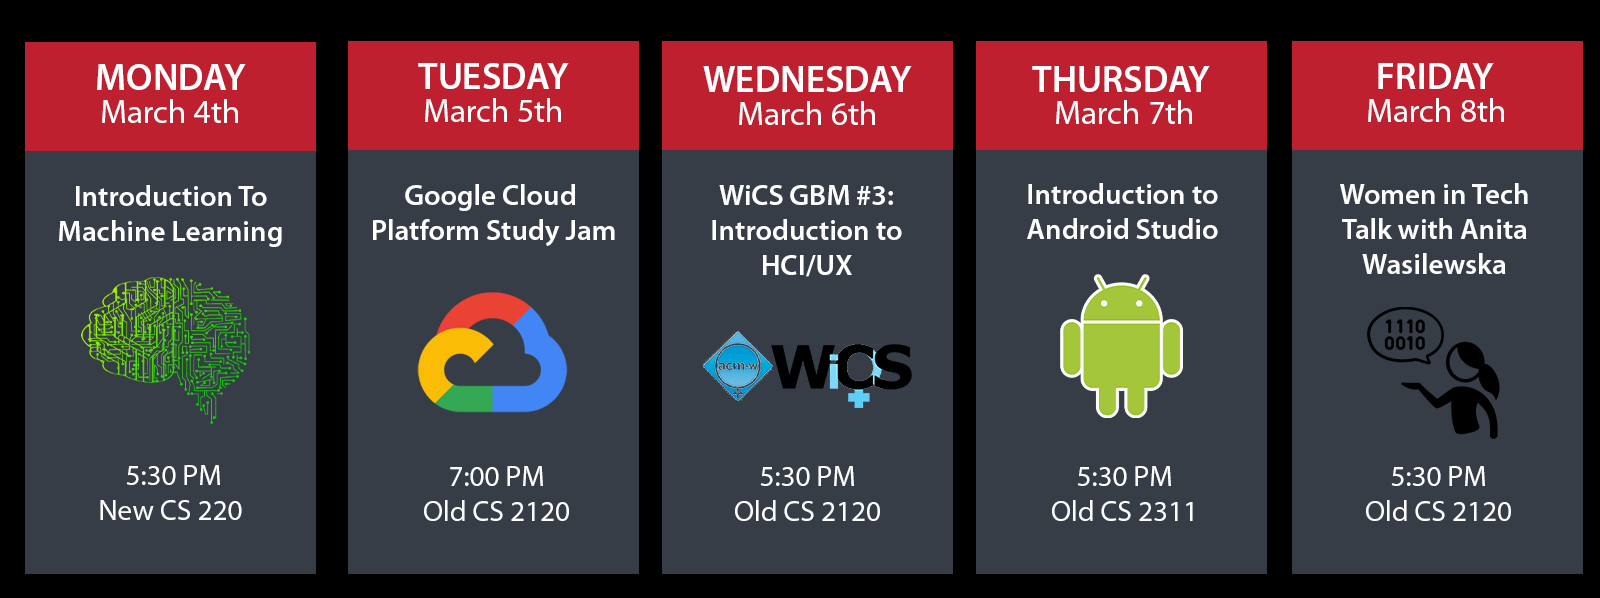 MONDAY
March 4th
Introduction To
Machine Learning
5:30 PM
New CS 220
TUESDAY
March 5th
Google Cloud
Platform Study Jam
7:00 PM
Old CS 2120
WEDNESDAY
March 6th
WiCS GBM #3:
Introduction to
HCI/UX
acm-w WiCS
5:30 PM
Old CS 2120
THURSDAY
March 7th
Introduction to
Android Studio
5:30 PM
Old CS 2311
FRIDAY
March 8th
Women in Tech
Talk with Anita
Wasilewska
1110
0010
5:30 PM
Old CS 2120